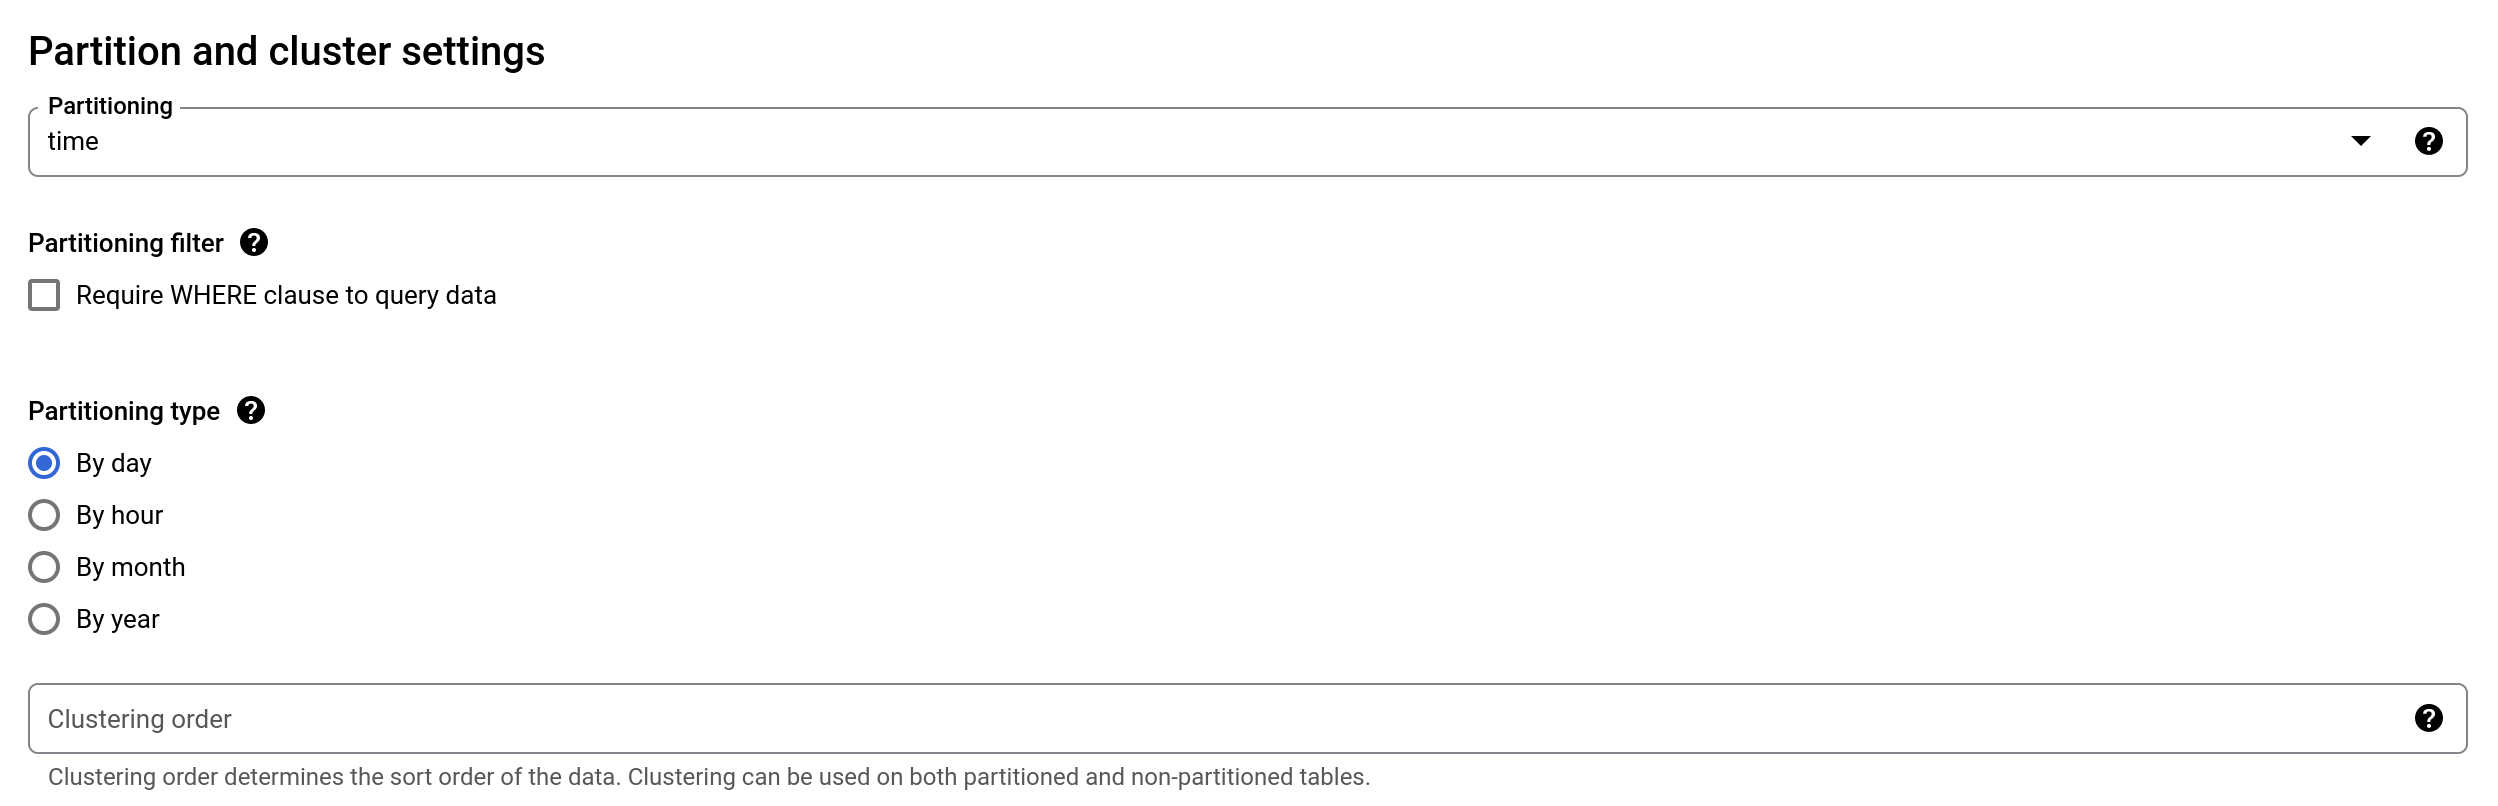 Partition and cluster settings
Partitioning
time
Partitioning filter
Require WHERE clause to query data
Partitioning type
By day
By hour
By month
By year
Clustering order
Clustering order determines the sort order of the data. Clustering can be used on both partitioned and non-partitioned tables.